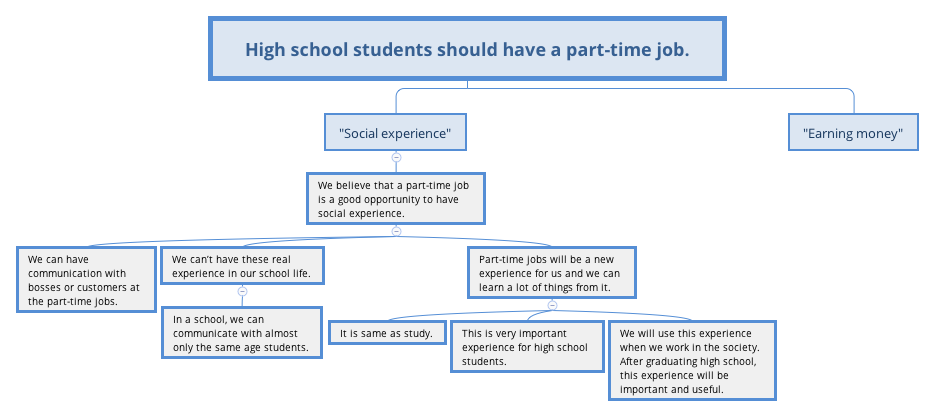 High school students should have a part-time job.
"Social experience"
"Earning money"
We believe that a part-time job
is a good opportunity to have
social experience.
We can have
communication with
bosses or customers at
the part-time jobs.
We can't have these real
experience in our school life.
Part-time jobs will be a new
experience for us and we can
learn a lot of things from it.
In a school, we can
communicate with almost
only the same age students.
It is same as study.
This is very important
experience for high school
students.
We will use this experience
when we work in the society.
After graduating high school,
this experience will be
important and useful.